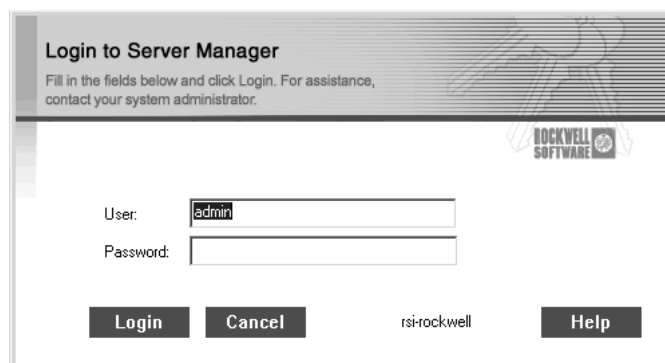 Login to Server Manager
Fill in the fields below and click Login. For assistance,
contact your system administrator.
ROCKWELL
SOFTWARE
User: admin
Password:
Login Cancel rsi-rockwell Help